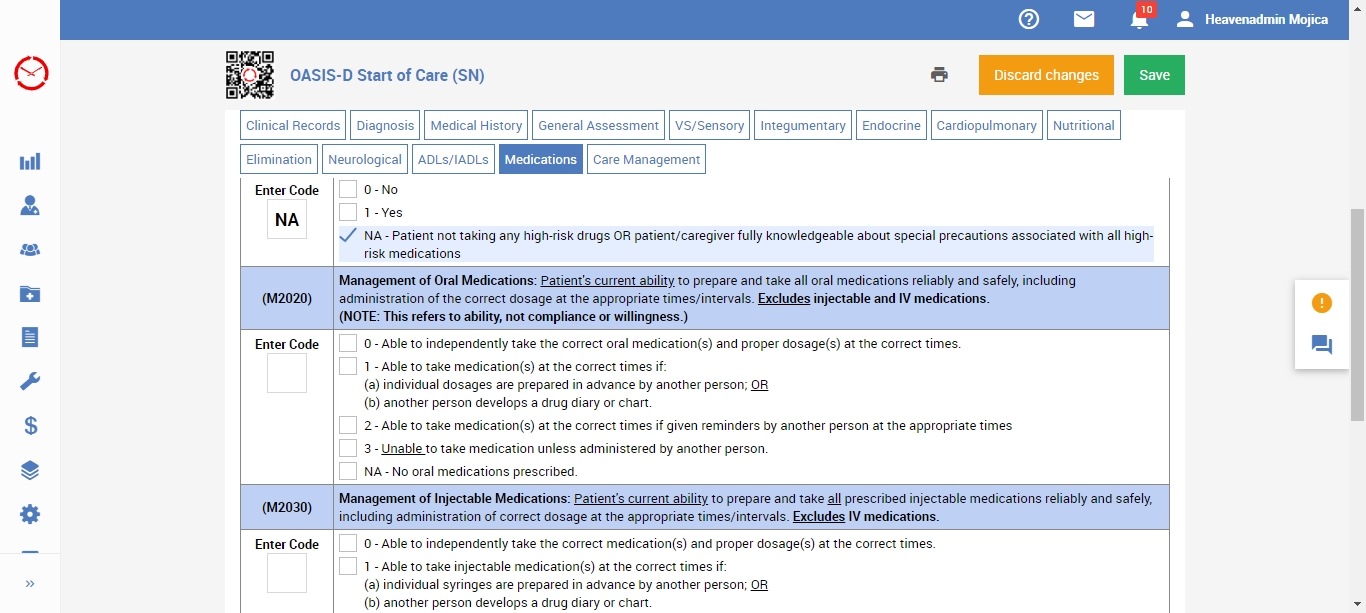 10
Heavenadmin Mojica
OASIS-D Start of Care (SN)
Discard changes
Save
Clinical Records
Diagnosis
Medical History
General Assessment
VS/Sensory
Integumentary
Endocrine
Cardiopulmonary
Nutritional
Elimination
Neurological
ADLs/IADLs
Medications
Care Management
Enter Code
NA
0 - No
1 - Yes
NA - Patient not taking any high-risk drugs OR patient/caregiver fully knowledgeable about special precautions associated with all high-
risk medications
(M2020)
Management of Oral Medications: Patient's current ability to prepare and take all oral medications reliably and safely, including
administration of the correct dosage at the appropriate times/intervals. Excludes injectable and IV medications.
(NOTE: This refers to ability, not compliance or willingness.)
Enter Code
0 - Able to independently take the correct oral medication(s) and proper dosage(s) at the correct times.
1 - Able to take medication(s) at the correct times if:
(a) individual dosages are prepared in advance by another person; OR
(b) another person develops a drug diary or chart.
2 - Able to take medication(s) at the correct times if given reminders by another person at the appropriate times
3 - Unable to take medication unless administered by another person.
NA - No oral medications prescribed.
(M2030)
Management of Injectable Medications: Patient's current ability to prepare and take all prescribed injectable medications reliably and safely,
including administration of correct dosage at the appropriate times/intervals. Excludes IV medications.
Enter Code
0 - Able to independently take the correct medication(s) and proper dosage(s) at the correct times.
1 - Able to take injectable medication(s) at the correct times if:
(a) individual syringes are prepared in advance by another person; OR
(b) another person develops a drug diary or chart.